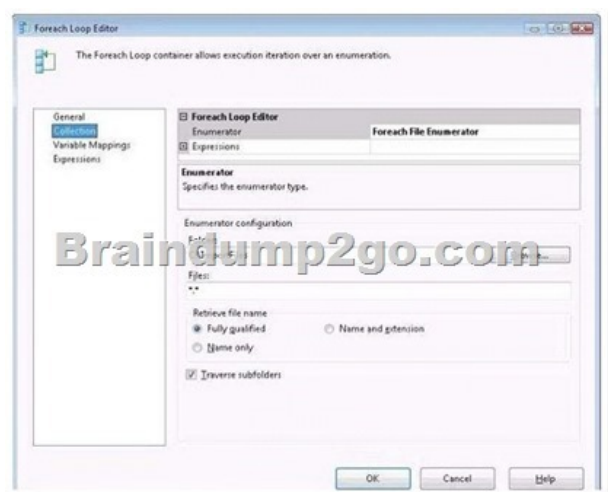 Foreach Loop Editor
The Foreach Loop container allows execution iteration over an enumeration.
General
Collection
Variable Mappings
Expressions
Foreach Loop Editor
Enumerator Foreach File Enumerator
Expressions
Enumerator
Specifies the enumerator type.
Enumerator configuration
Braindump2go.com
Files:
*.*
Retrieve file name
Fully qualified
Name and extension
Name only
Traverse subfolders
OK
Cancel
Help